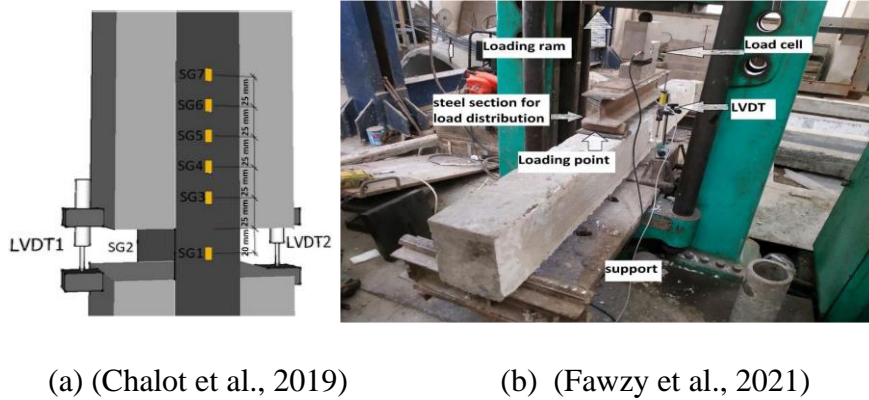 SG7
SG6
SG5
SG4
SG3
SG2
SG1
25 mm
25 mm
25 mm
25 mm
25 mm
25 mm
20 mm
LVDT1
LVDT2
Loading ram
Load cell
steel section for
load distribution
LVDT
Loading point
support
(a) (Chalot et al., 2019)
(b) (Fawzy et al., 2021)